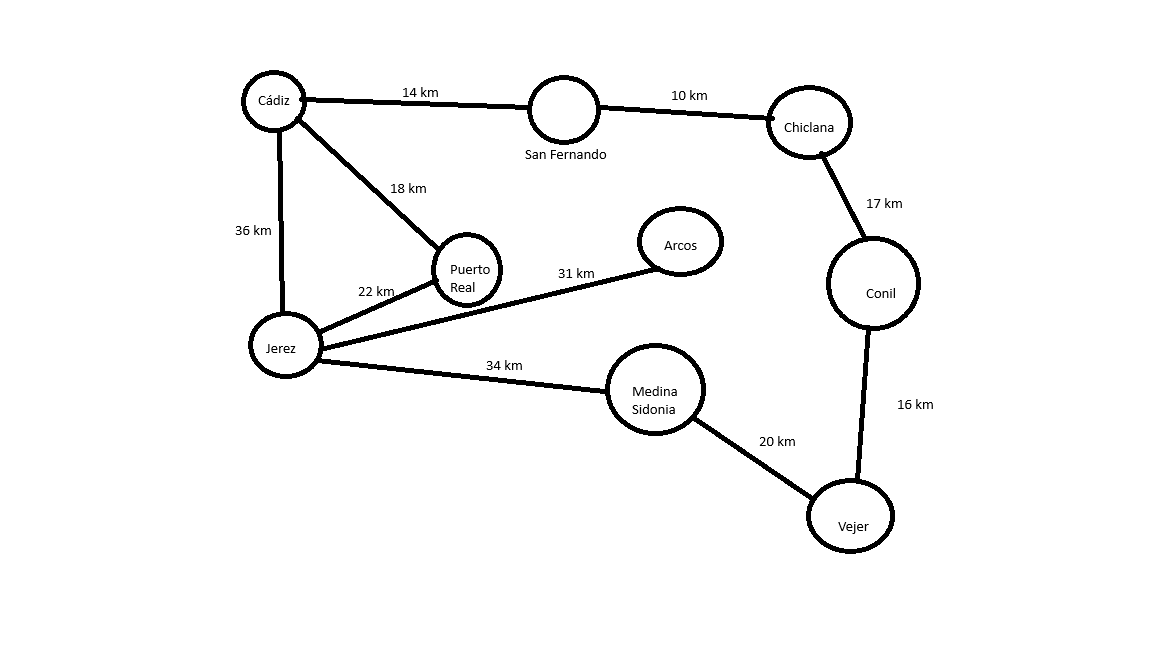 14 km
10 km
Cádiz
Chiclana
San Fernando
18 km
17 km
36 km
Arcos
Puerto
Real
31 km
22 km
Conil
Jerez
34 km
Medina
Sidonia
16 km
20 km
Vejer